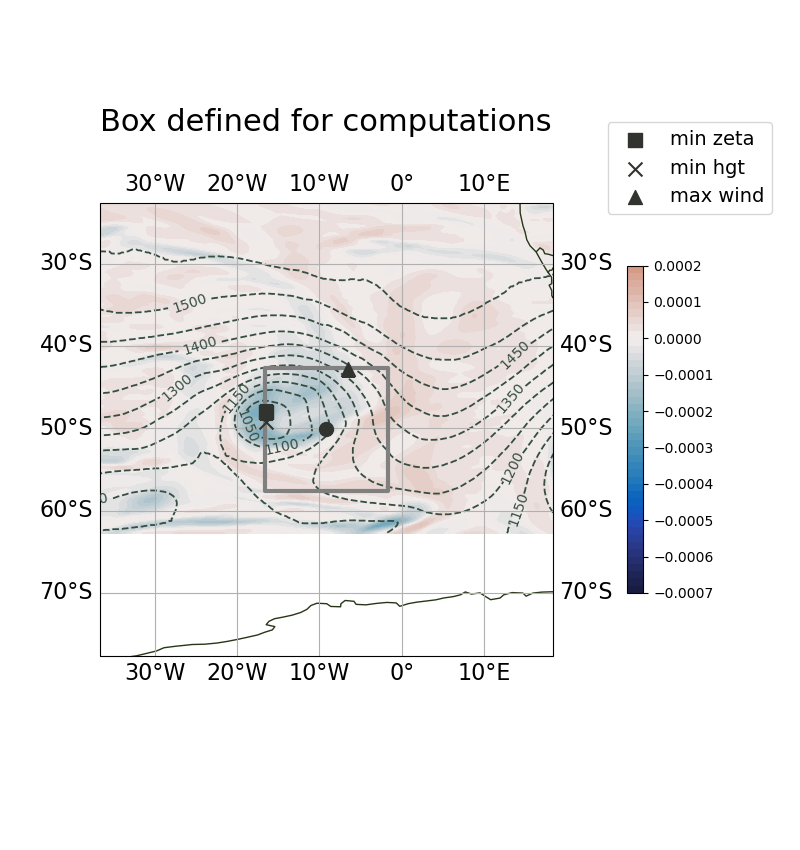 Box defined for computations
min zeta
min hgt
max wind
30°W 20°W 10°W 0° 10°E
30°S 30°S
40°S 40°S
50°S 50°S
60°S 60°S
70°S 70°S
1500
1400
1300
1150
1050
1100
1450
1350
1200
1150
0
30°W 20°W 10°W 0° 10°E
0.0002
0.0001
0.0000
−0.0001
−0.0002
−0.0003
−0.0004
−0.0005
−0.0006
−0.0007